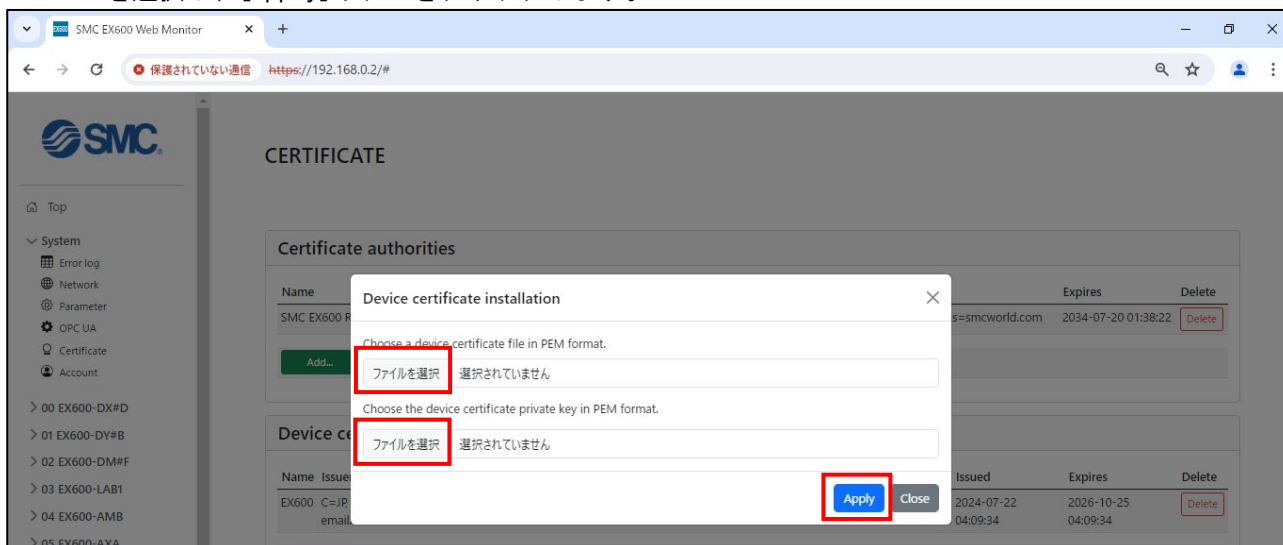 SMC EX600 Web Monitor
保護されていない通信 https://192.168.0.2/#
SMC.
CERTIFICATE
Top
System
Error log
Network
Parameter
OPC UA
Certificate
Account
00 EX600-DX#D
01 EX600-DY#B
02 EX600-DM#F
03 EX600-LAB1
04 EX600-AMB
05 EX600-AXA
Certificate authorities
Name Expires Delete
SMC EX600 R s=smcworld.com 2034-07-20 01:38:22 Delete
Add...
Device certificate installation
Choose a device certificate file in PEM format.
ファイルを選択 選択されていません
Choose the device certificate private key in PEM format.
ファイルを選択 選択されていません
Apply Close
Device ce
Name Issue Issued Expires Delete
EX600 C=JP 2024-07-22 2026-10-25 Delete
email 04:09:34 04:09:34